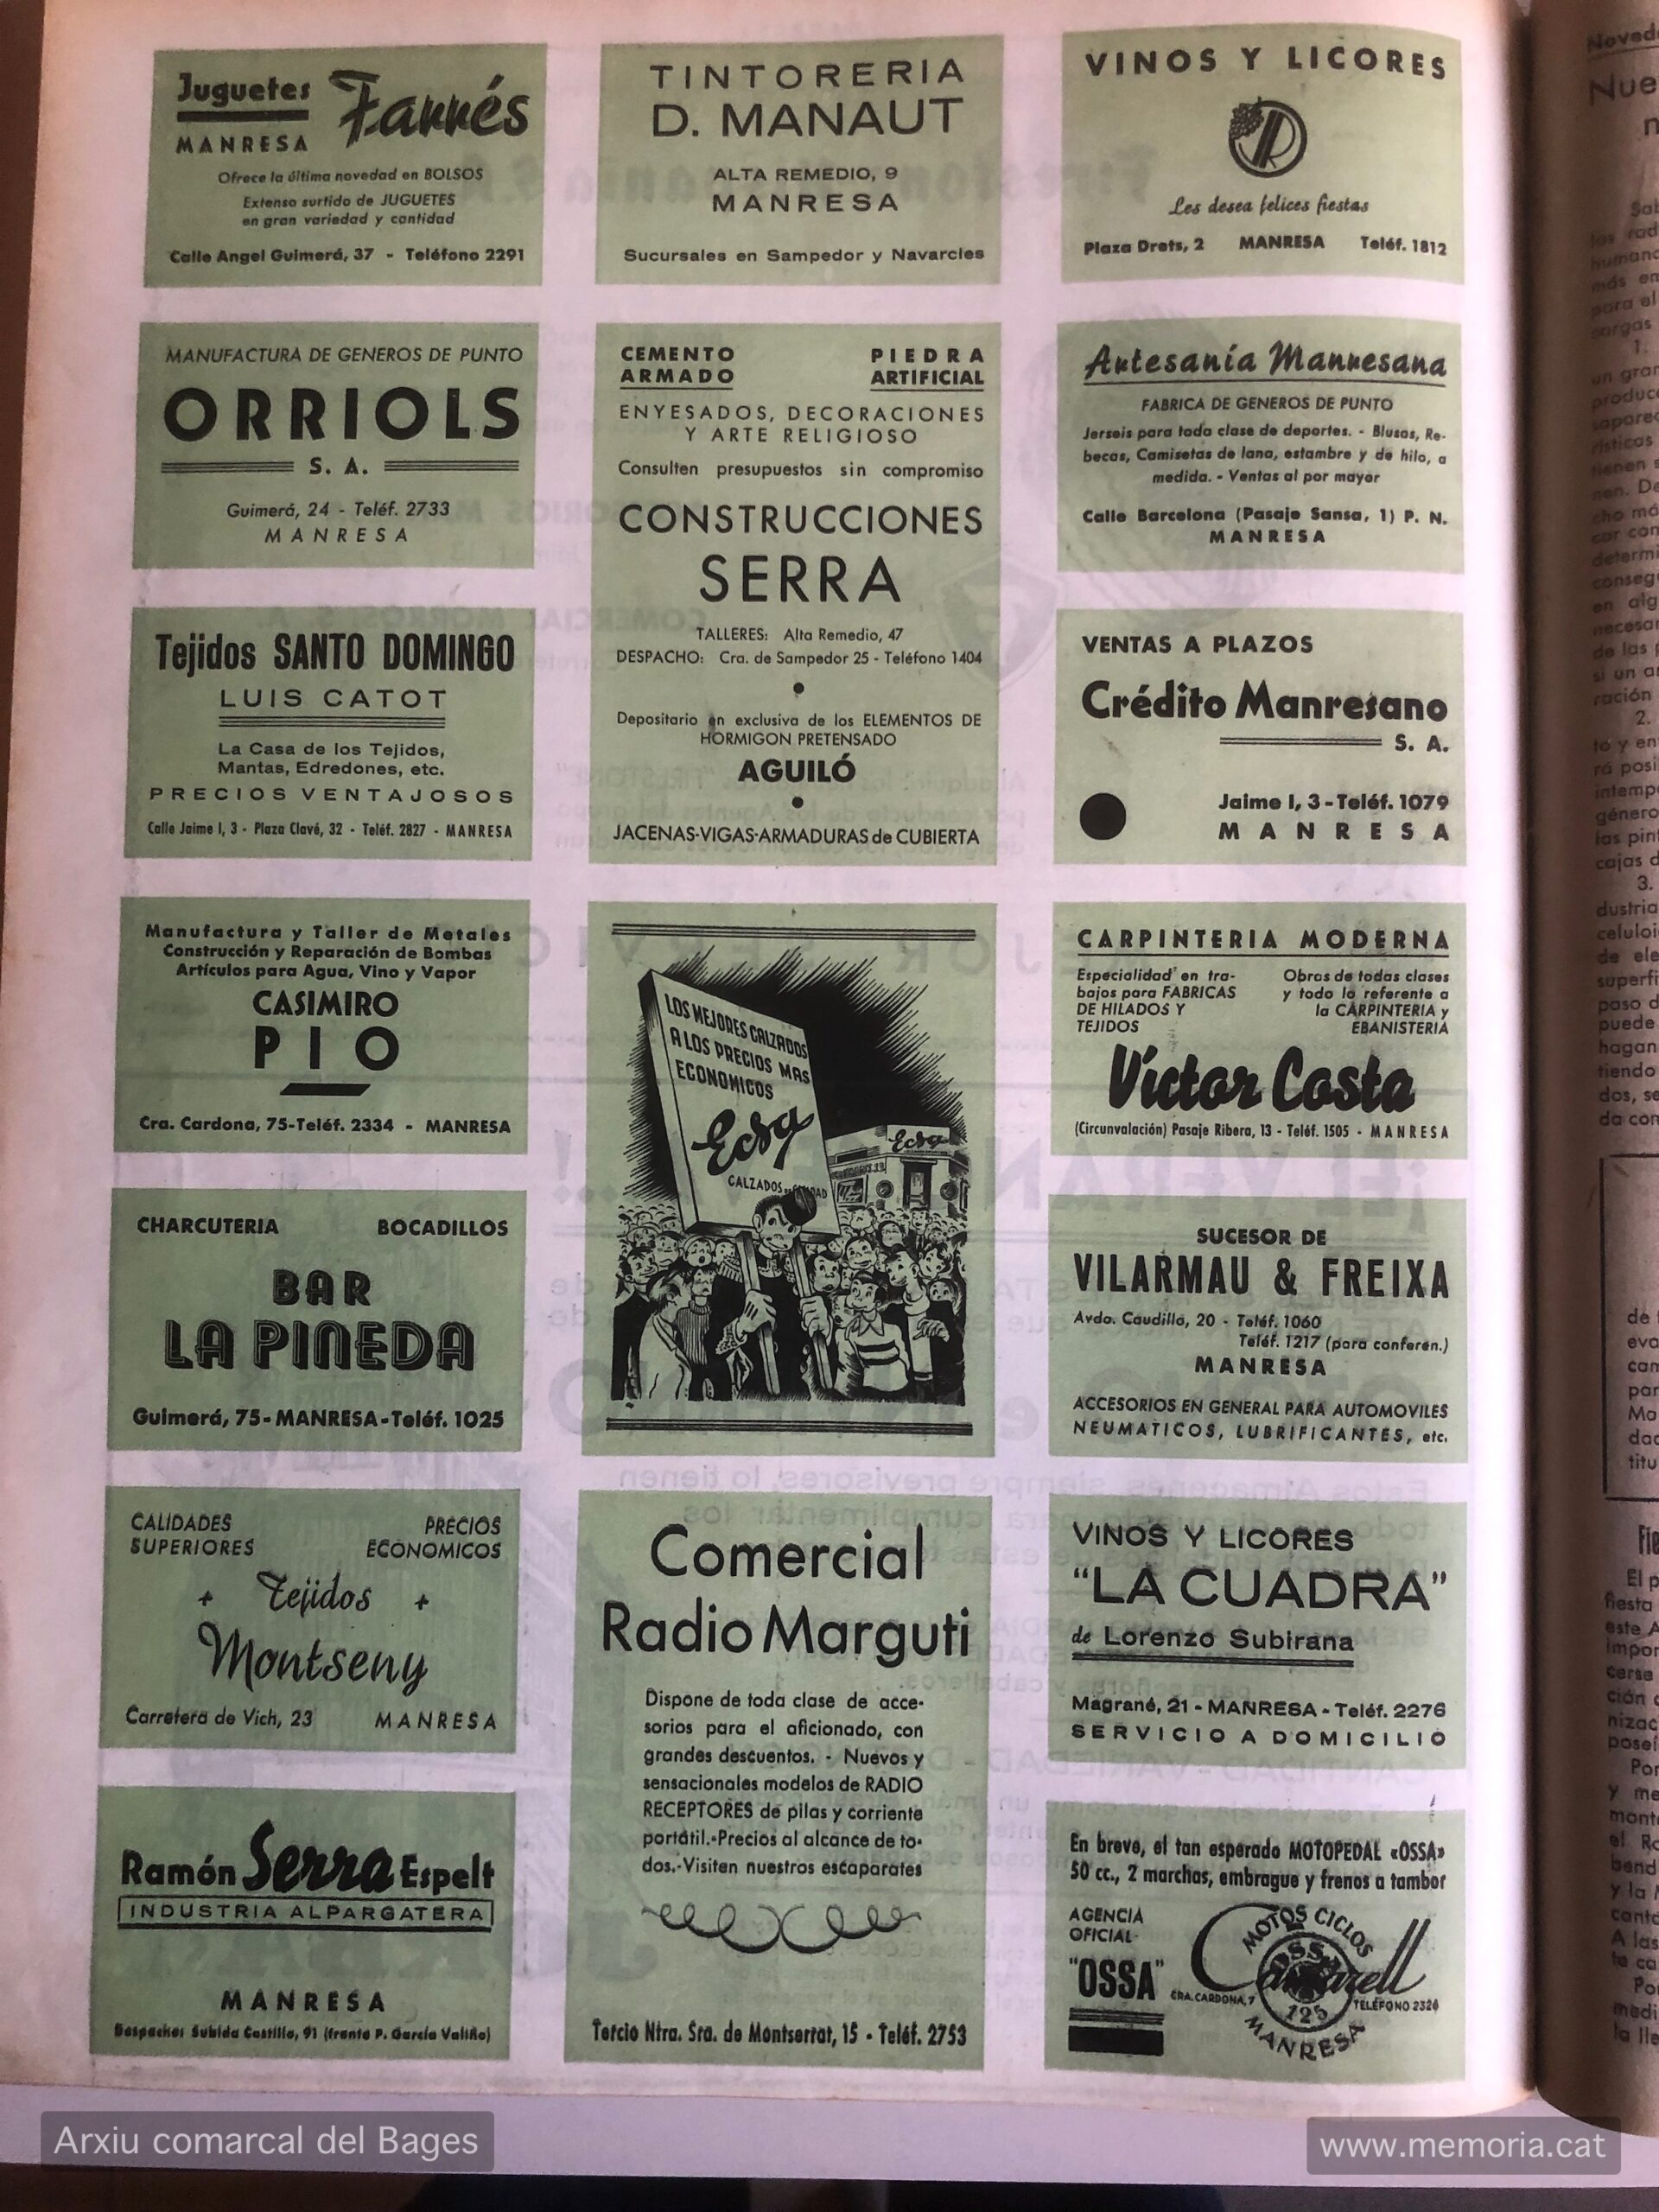 Juguetes Farrés
MANRESA
Ofrece la última novedad en BOLSOS
Extenso surtido de JUGUETES
en gran variedad y cantidad
Calle Angel Guimerá, 37 - Teléfono 2291
MANUFACTURA DE GENEROS DE PUNTO
ORRIOLS
S. A.
Guimerá, 24 - Teléf. 2733
MANRESA
Tejidos SANTO DOMINGO
LUIS CATOT
La Casa de los Tejidos,
Mantas, Edredones, etc.
PRECIOS VENTAJOSOS
Calle Jaime I, 3 - Plaza Clavé, 32 - Teléf. 2827 - MANRESA
Manufactura y Taller de Metales
Construcción y Reparación de Bombas
Artículos para Agua, Vino y Vapor
CASIMIRO
PIO
Cra. Cardona, 75-Teléf. 2334 - MANRESA
CHARCUTERIA BOCADILLOS
BAR
LA PINEDA
Guimerá, 75-MANRESA-Teléf. 1025
CALIDADES PRECIOS
SUPERIORES ECONOMICOS
+ Tejidos +
Montseny
Carretera de Vich, 23 MANRESA
Ramón Serra Espelt
INDUSTRIA ALPARGATERA
MANRESA
Despacho: Subida Castillo, 91 (frente P. García Valiño)
TINTORERIA
D. MANAUT
ALTA REMEDIO, 9
MANRESA
Sucursales en Sampedor y Navarcles
CEMENTO PIEDRA
ARMADO ARTIFICIAL
ENYESADOS, DECORACIONES
Y ARTE RELIGIOSO
Consulten presupuestos sin compromiso
CONSTRUCCIONES
SERRA
TALLERES: Alta Remedio, 47
DESPACHO: Cra. de Sampedor 25 - Teléfono 1404
Depositario en exclusiva de los ELEMENTOS DE
HORMIGON PRETENSADO
AGUILÓ
JACENAS-VIGAS-ARMADURAS de CUBIERTA
LOS MEJORES CALZADOS
A LOS PRECIOS MAS
ECONOMICOS
Ecsa
CALZADOS DE CALIDAD
Ecsa
Comercial
Radio Marguti
Dispone de toda clase de acce-
sorios para el aficionado, con
grandes descuentos. - Nuevos y
sensacionales modelos de RADIO
RECEPTORES de pilas y corriente
portátil.-Precios al alcance de to-
dos.-Visiten nuestros escaparates
Tercio Ntra. Sra. de Montserrat, 15 - Teléf. 2753
VINOS Y LICORES
R
Les desea felices fiestas
Plaza Drets, 2 MANRESA Teléf. 1812
Artesanía Manresana
FABRICA DE GENEROS DE PUNTO
Jerseis para toda clase de deportes. - Blusas, Re-
becas, Camisetas de lana, estambre y de hilo, a
medida. - Ventas al por mayor
Calle Barcelona (Pasaje Sansa, 1) P. N.
MANRESA
VENTAS A PLAZOS
Crédito Manresano
S. A.
Jaime I, 3-Teléf. 1079
MANRESA
CARPINTERIA MODERNA
Especialidad en tra-
bajos para FABRICAS
DE HILADOS Y
TEJIDOS
Obras de todas clases
y todo lo referente a
la CARPINTERIA y
EBANISTERIA
Víctor Costa
(Circunvalación) Pasaje Ribera, 13 - Teléf. 1505 - MANRESA
SUCESOR DE
VILARMAU & FREIXA
Avda. Caudillo, 20 - Teléf. 1060
Teléf. 1217 (para conferen.)
MANRESA
ACCESORIOS EN GENERAL PARA AUTOMOVILES
NEUMATICOS, LUBRIFICANTES, etc.
VINOS Y LICORES
"LA CUADRA"
de Lorenzo Subirana
Magrané, 21 - MANRESA - Teléf. 2276
SERVICIO A DOMICILIO
En breve, el tan esperado MOTOPEDAL «OSSA»
50 cc., 2 marchas, embrague y frenos a tambor
AGENCIA
OFICIAL
"OSSA"
MOTOS CICLOS
OSSA
CRA. CARDONA, 7
TELÉFONO 2326
125
MANRESA
Arxiu comarcal del Bages
www.memoria.cat